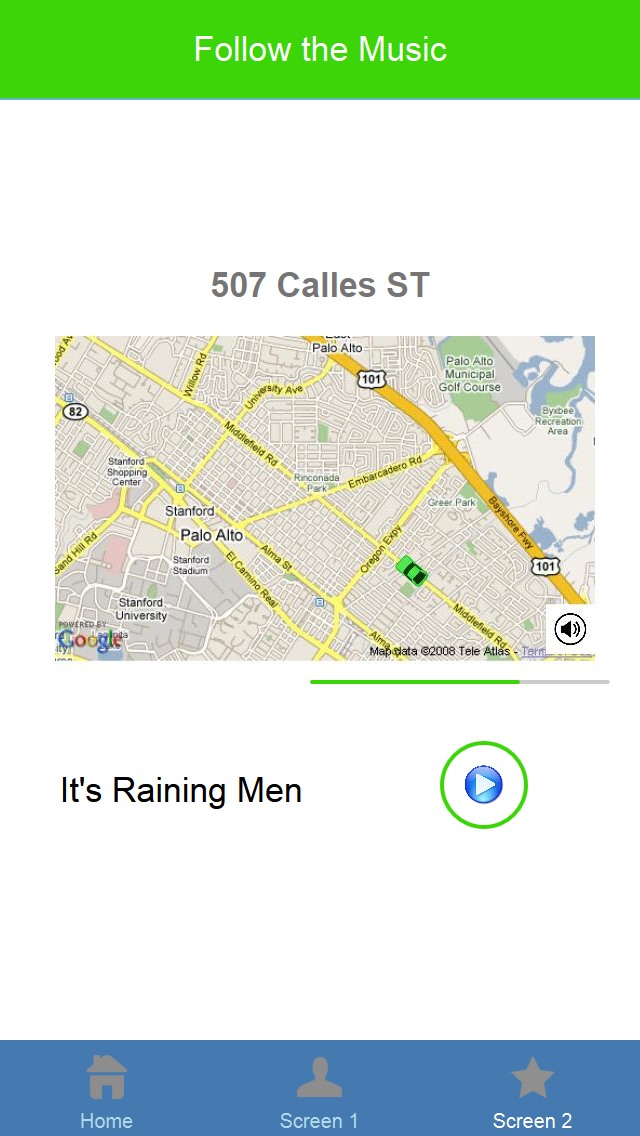 Follow the Music
507 Calles ST
East
Palo Alto
Willow Rd
101
Palo Alto
Municipal
Golf Course
University Ave
82
Byxbee
Recreation
Area
Middlefield Rd
Stanford
Shopping
Center
Embarcadero Rd
Rinconada
Park
Greer Park
Stanford
Palo Alto
Bayshore Fwy
Oregon Expy
Sand Hill Rd
Alma St
Stanford
Stadium
El Camino Real
101
Stanford
University
Middlefield Rd
POWERED BY
Google
Alma
Map data ©2008 Tele Atlas -
It's Raining Men
Home
Screen 1
Screen 2